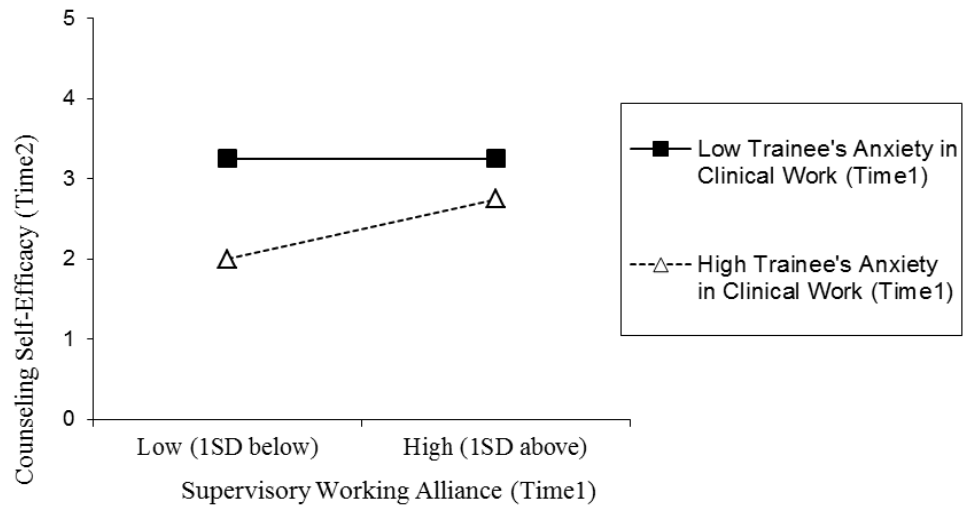 5
4
3
2
1
0
Counseling Self-Efficacy (Time2)
Low (1SD below)
High (1SD above)
Supervisory Working Alliance (Time1)
Low Trainee's Anxiety in
Clinical Work (Time1)
High Trainee's Anxiety
in Clinical Work (Time1)